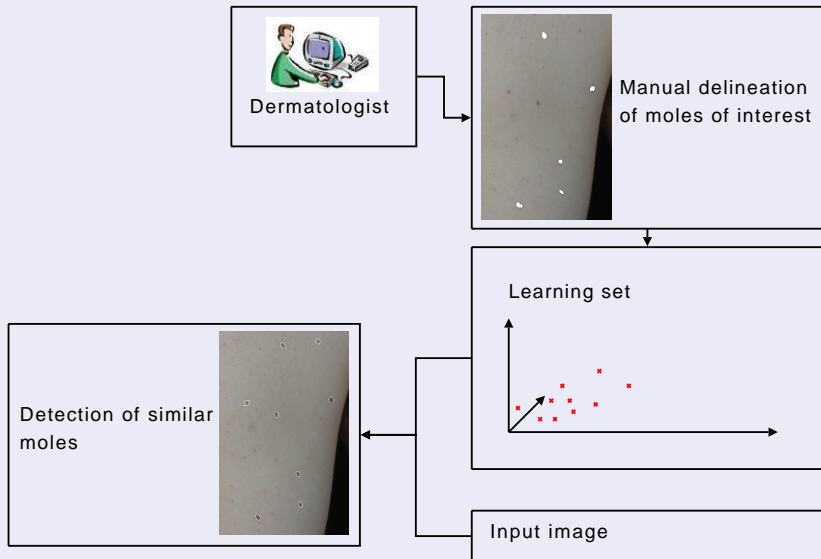 Dermatologist
Manual delineation
of moles of interest
Learning set
Detection of similar
moles
Input image